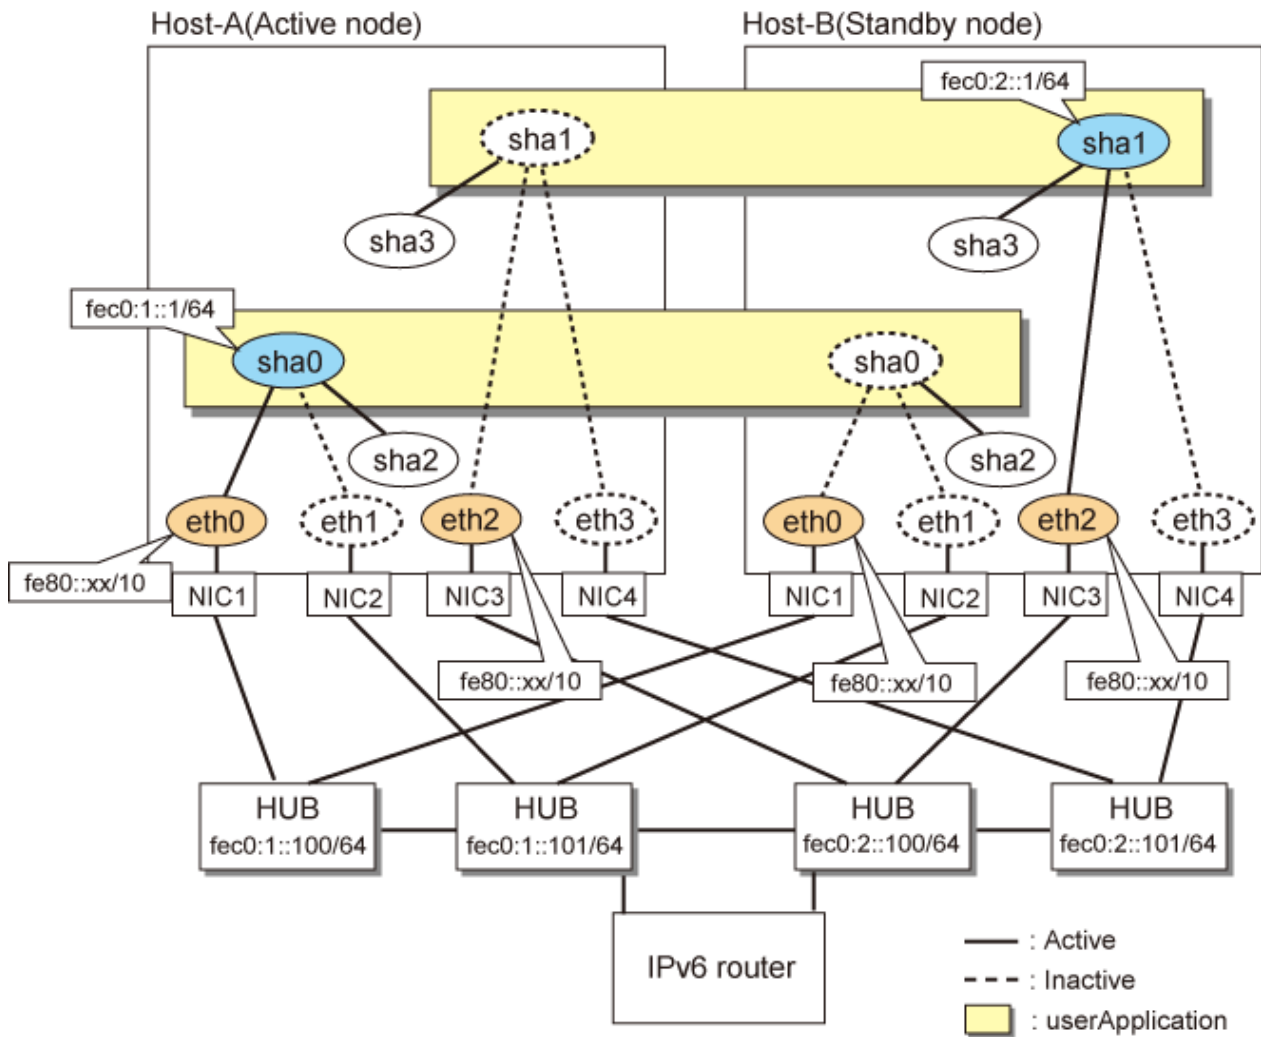 Host-A(Active node)
Host-B(Standby node)
fec0:2::1/64
sha1
sha1
sha3
sha3
fec0:1::1/64
sha0
sha0
sha2
sha2
eth0
eth1
eth2
eth3
eth0
eth1
eth2
eth3
fe80::xx/10
NIC1
NIC2
NIC3
NIC4
NIC1
NIC2
NIC3
NIC4
fe80::xx/10
fe80::xx/10
fe80::xx/10
HUB
fec0:1::100/64
HUB
fec0:1::101/64
HUB
fec0:2::100/64
HUB
fec0:2::101/64
IPv6 router
: Active
: Inactive
: userApplication